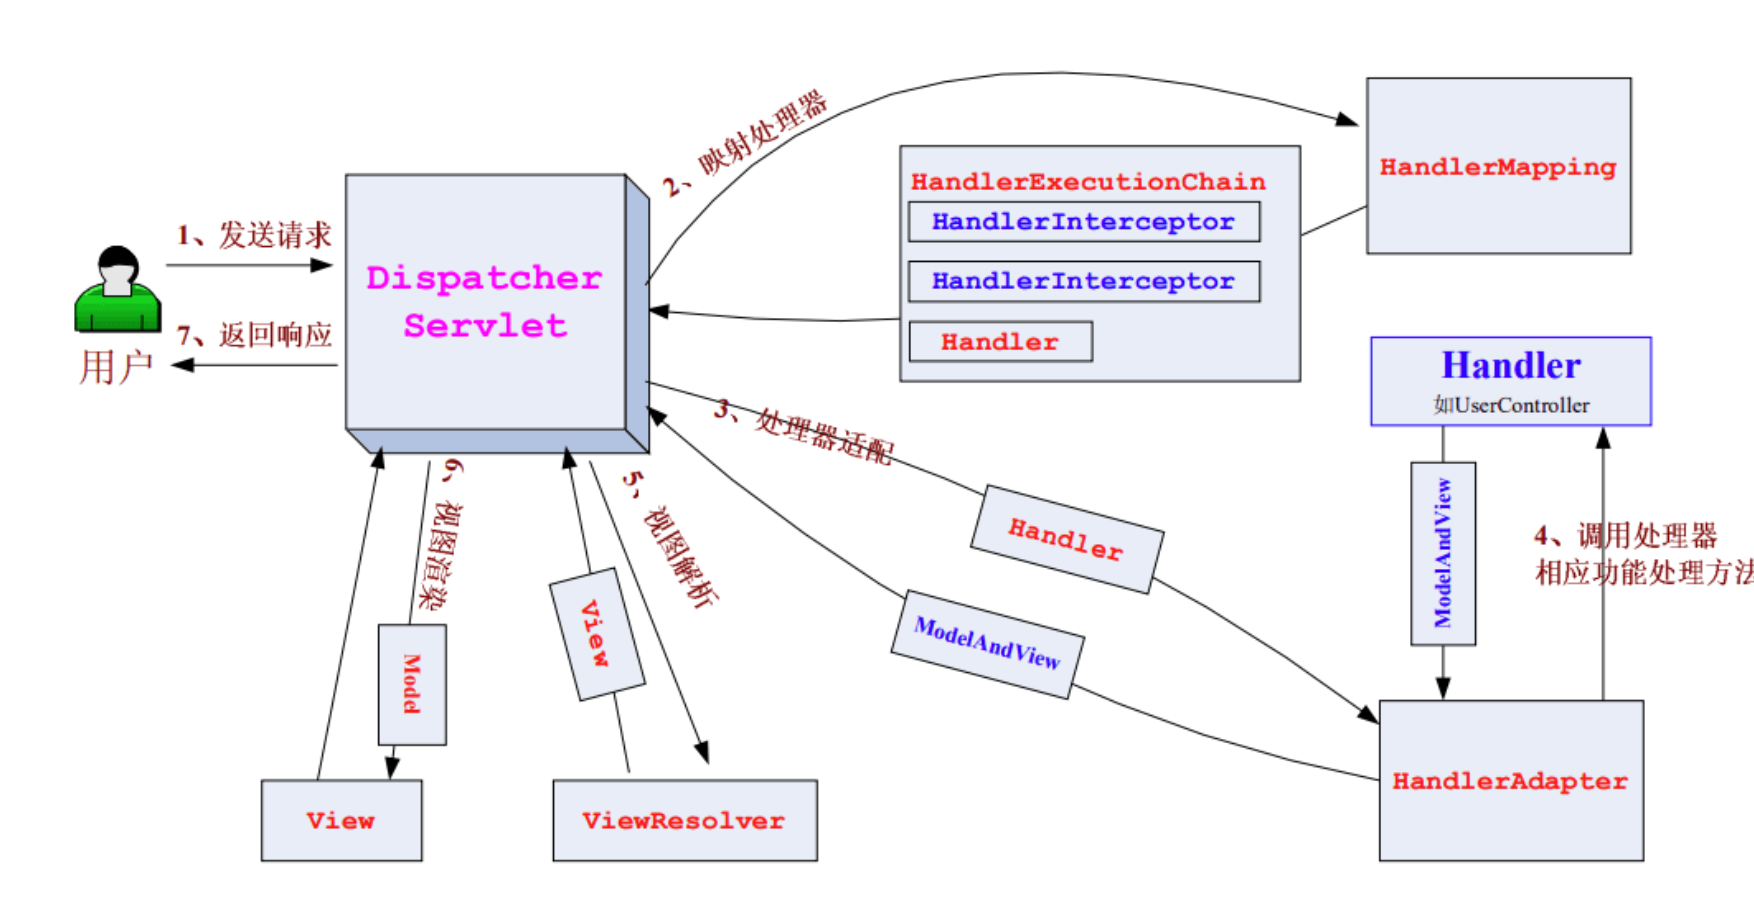 1、发送请求
7、返回响应
用户
Dispatcher
Servlet
2、映射处理器
HandlerMapping
HandlerExecutionChain
HandlerInterceptor
HandlerInterceptor
Handler
3、处理器适配
Handler
Handler
如UserController
ModelAndView
4、调用处理器
相应功能处理方法
HandlerAdapter
ModelAndView
5、视图解析
View
ViewResolver
6、视图渲染
Model
View